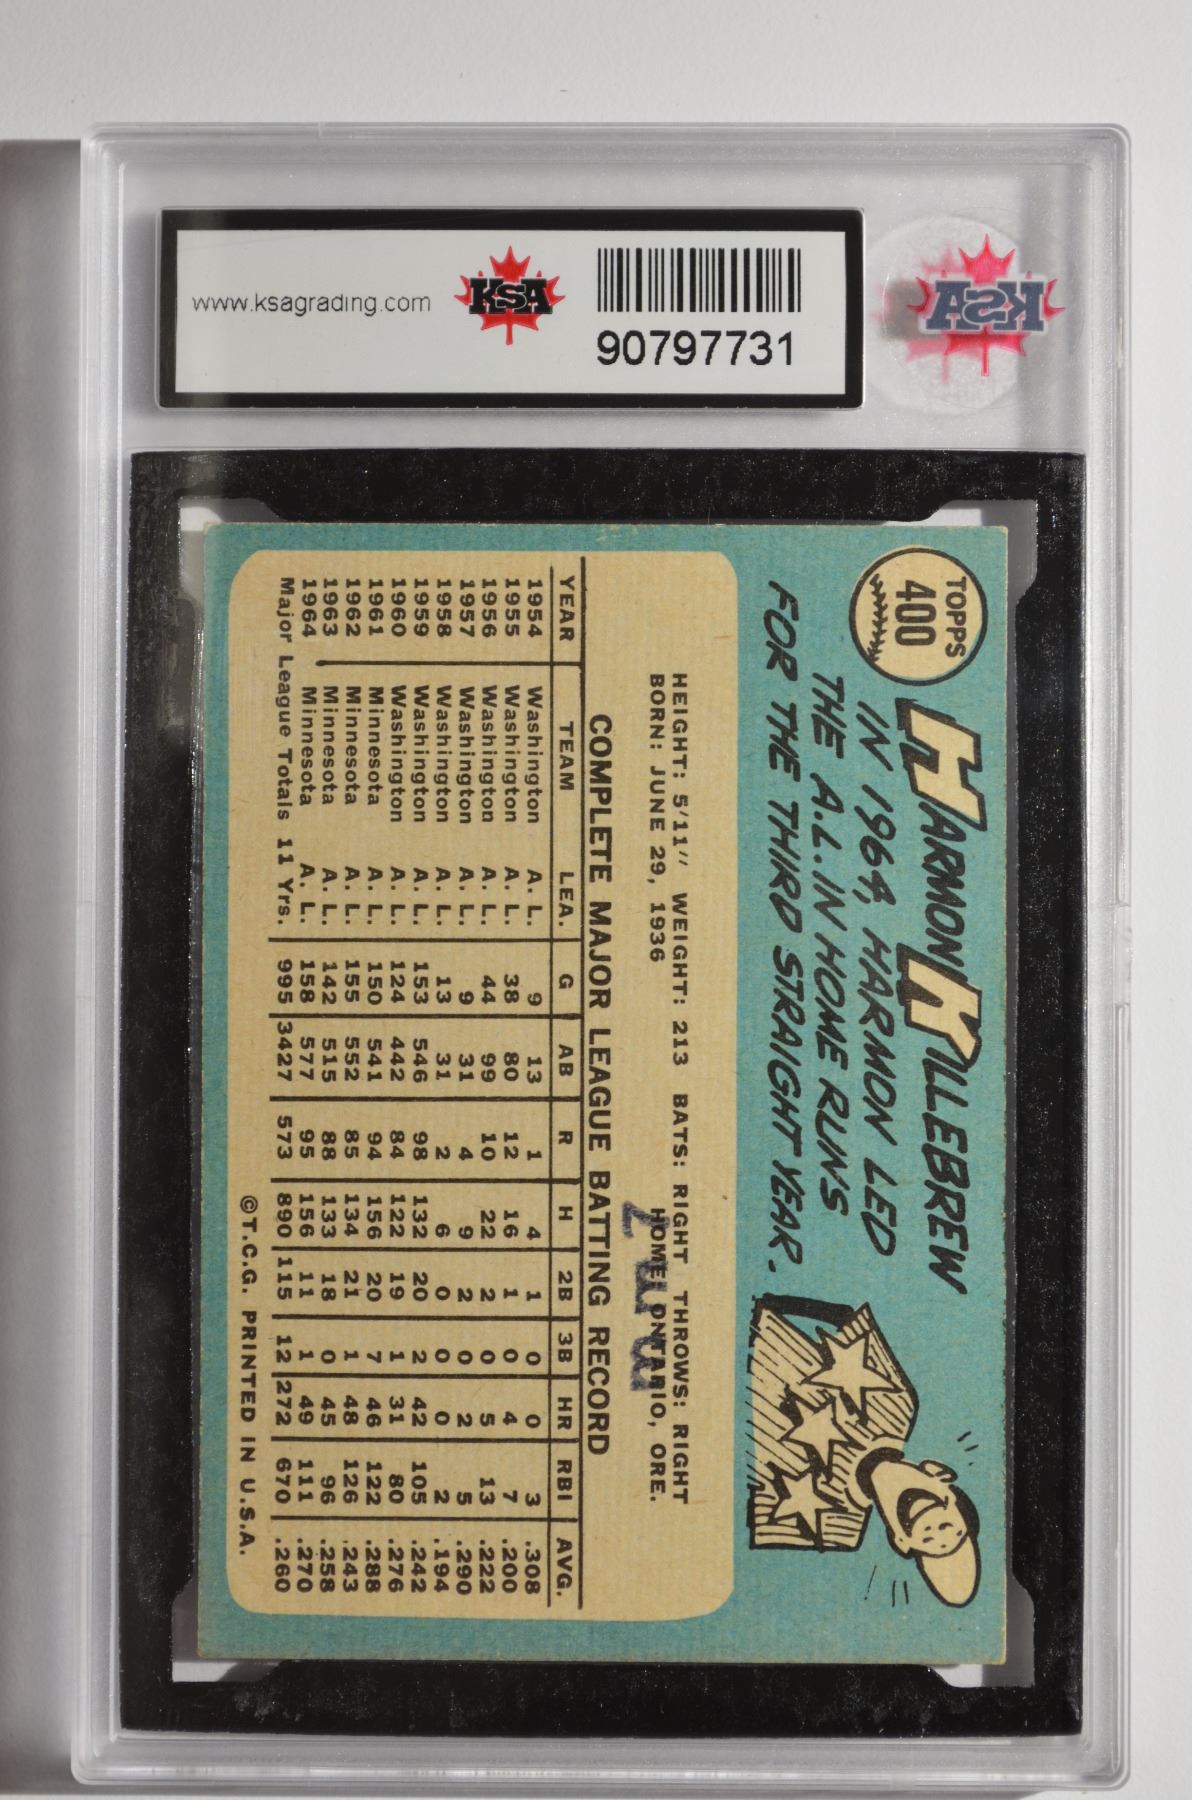 www.ksagrading.com
KSA
90797731
KSA
TOPPS
400
HARMON KILLEBREW
IN 1964, HARMON LED
THE A.L. IN HOME RUNS
FOR THE THIRD STRAIGHT YEAR.
HEIGHT: 5'11" WEIGHT: 213 BATS: RIGHT THROWS: RIGHT
BORN: JUNE 29, 1936 HOME: ONTARIO, ORE.
COMPLETE MAJOR LEAGUE BATTING RECORD
YEAR TEAM LEA. G AB R H 2B 3B HR RBI AVG.
1954 Washington A. L. 9 13 1 4 1 0 0 3 .308
1955 Washington A. L. 38 80 12 16 1 0 4 7 .200
1956 Washington A. L. 44 99 10 22 2 0 5 13 .222
1957 Washington A. L. 9 31 4 9 2 0 2 5 .290
1958 Washington A. L. 13 31 2 6 0 0 0 2 .194
1959 Washington A. L. 153 546 98 132 20 2 42 105 .242
1960 Washington A. L. 124 442 84 122 19 1 31 80 .276
1961 Minnesota A. L. 150 541 94 156 20 7 46 122 .288
1962 Minnesota A. L. 155 552 85 134 21 1 48 126 .243
1963 Minnesota A. L. 142 515 88 133 18 0 45 96 .258
1964 Minnesota A. L. 158 577 95 156 11 1 49 111 .270
Major League Totals 11 Yrs. 995 3427 573 890 115 12 272 670 .260
©T.C.G. PRINTED IN U.S.A.